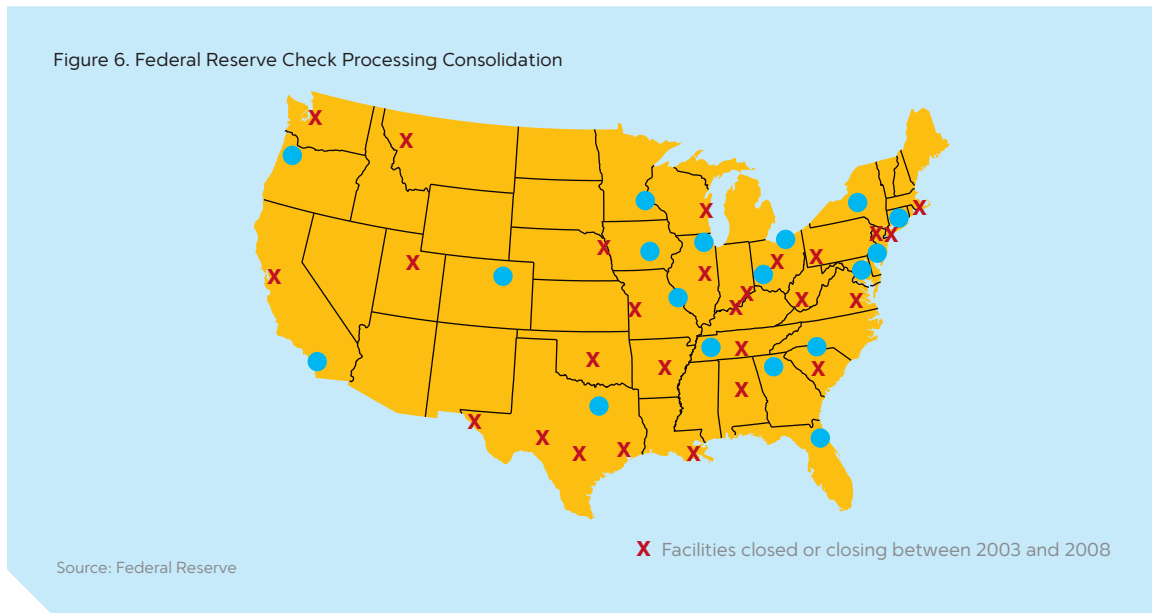 Figure 6. Federal Reserve Check Processing Consolidation
X Facilities closed or closing between 2003 and 2008
Source: Federal Reserve